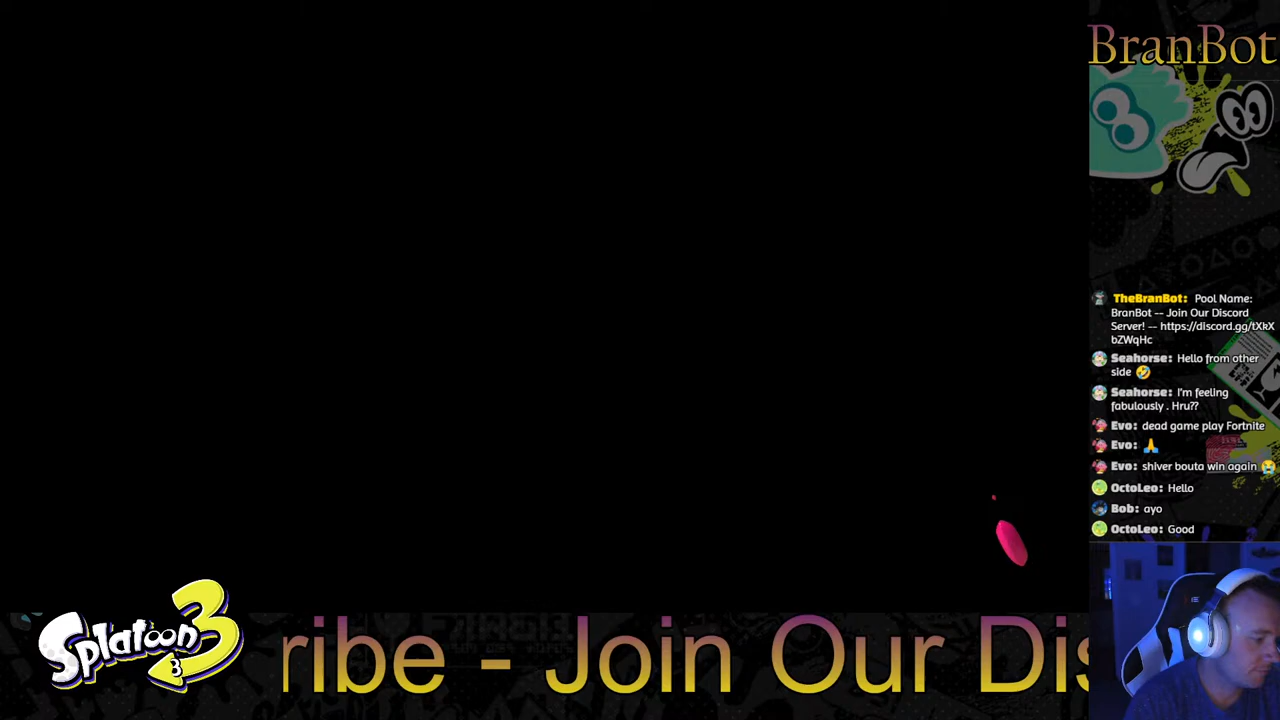 BranBot
TheBranBot: Pool Name:
BranBot -- Join Our Discord
Server! -- https://discord.gg/tXkX
bZWqHc
Seahorse: Hello from other
side 🤣
Seahorse: I'm feeling
fabulously . Hru??
Evo: dead game play Fortnite
Evo: 🙏
Evo: shiver bouta win again 😭
OctoLeo: Hello
Bob: ayo
OctoLeo: Good
Splatoon 3
ribe - Join Our Dis